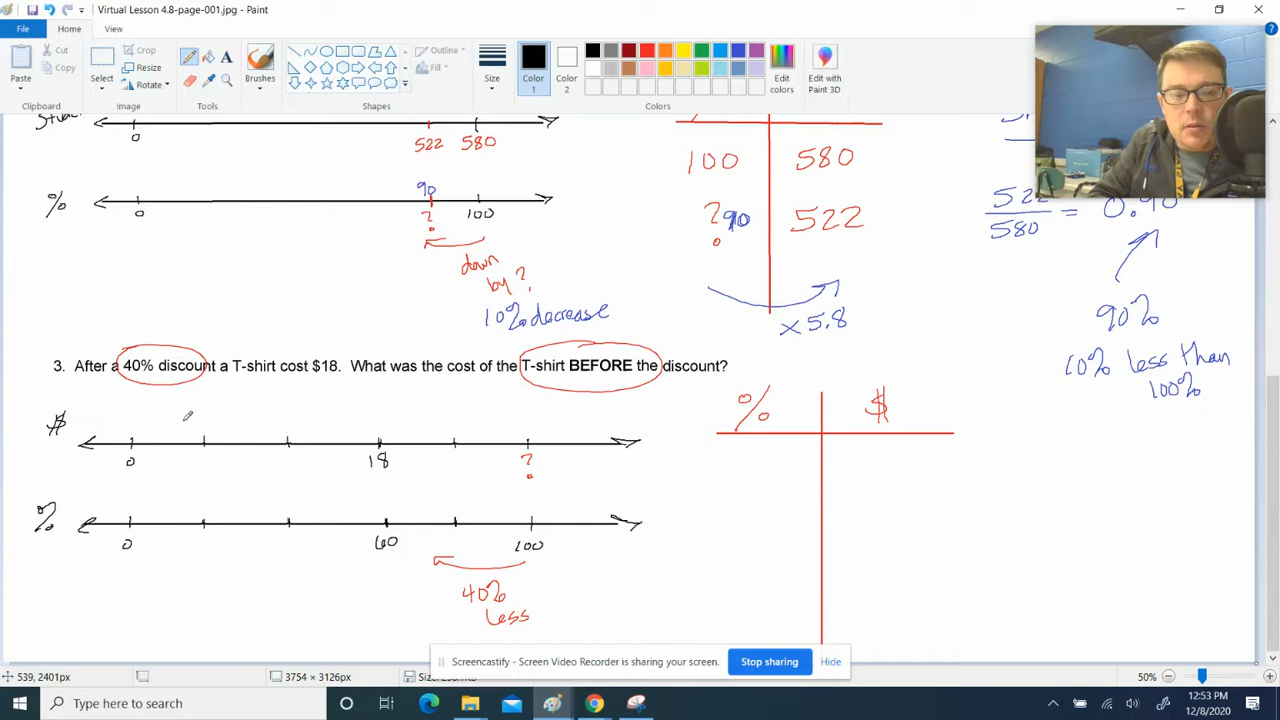 Virtual Lesson 4.8-page-001.jpg - Paint
File Home View
Paste
Cut
Copy
Clipboard
Select
Crop
Resize
Rotate
Image
Tools
Brushes
Shapes
Outline
Fill
Size
Color 1
Color 2
Colors
Edit colors
Edit with Paint 3D
0 522 580
% 0 90 ? 100
down by ?
10% decrease
100 580
? 90 522
×5.8
522/580 = 0.90
90%
10% less than 100%
3. After a 40% discount a T-shirt cost $18. What was the cost of the T-shirt BEFORE the discount?
$ 0 18 ?
% 0 60 100
40% less
% $
Screencastify - Screen Video Recorder is sharing your screen.
Stop sharing
Hide
539, 2401px
3754 × 3126px
50%
Type here to search
12:53 PM
12/8/2020